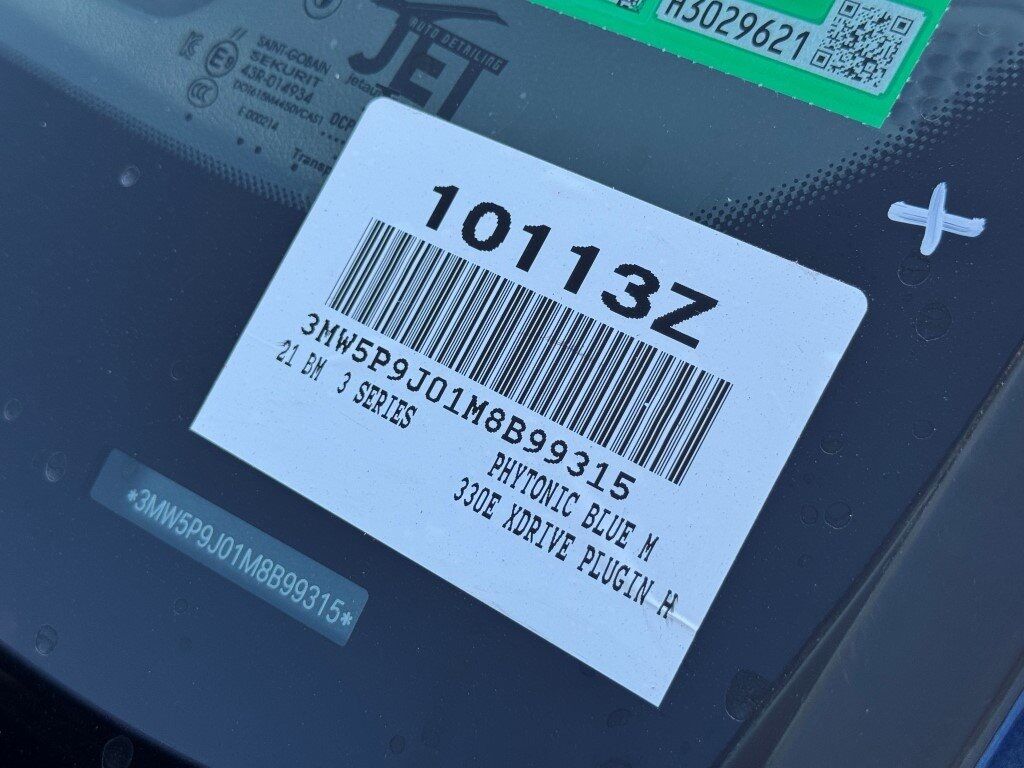 H3029621
AUTO DETAILING
JET
SAINT-GOBAIN
SEKURIT
43R-014934
10113Z
3MW5P9J01M8B99315
21 BM 3 SERIES
PHYTONIC BLUE M
330E XDRIVE PLUGIN H
*3MW5P9J01M8B99315*